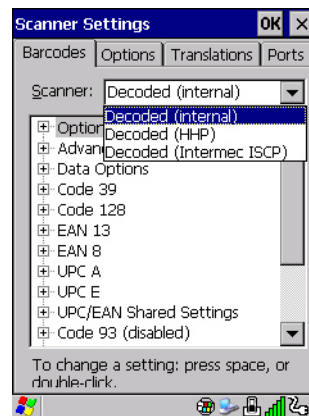 Scanner Settings OK
Barcodes Options Translations Ports
Scanner: Decoded (internal)
Decoded (internal)
Decoded (HHP)
Decoded (Intermec ISCP)
Data Options
Code 39
Code 128
EAN 13
EAN 8
UPC A
UPC E
UPC/EAN Shared Settings
Code 93 (disabled)
To change a setting: press space, or
double-click.